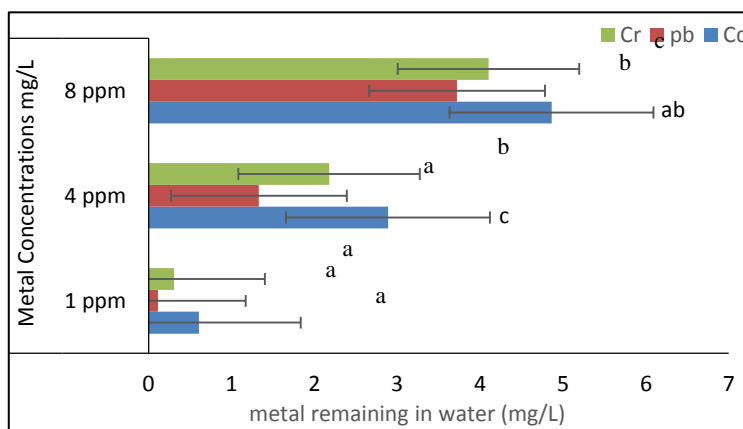 Cr pb Cd
c
b
8 ppm
ab
b
a
4 ppm
c
a
a
a
1 ppm
0 1 2 3 4 5 6 7
metal remaining in water (mg/L)
Metal Concentrations mg/L